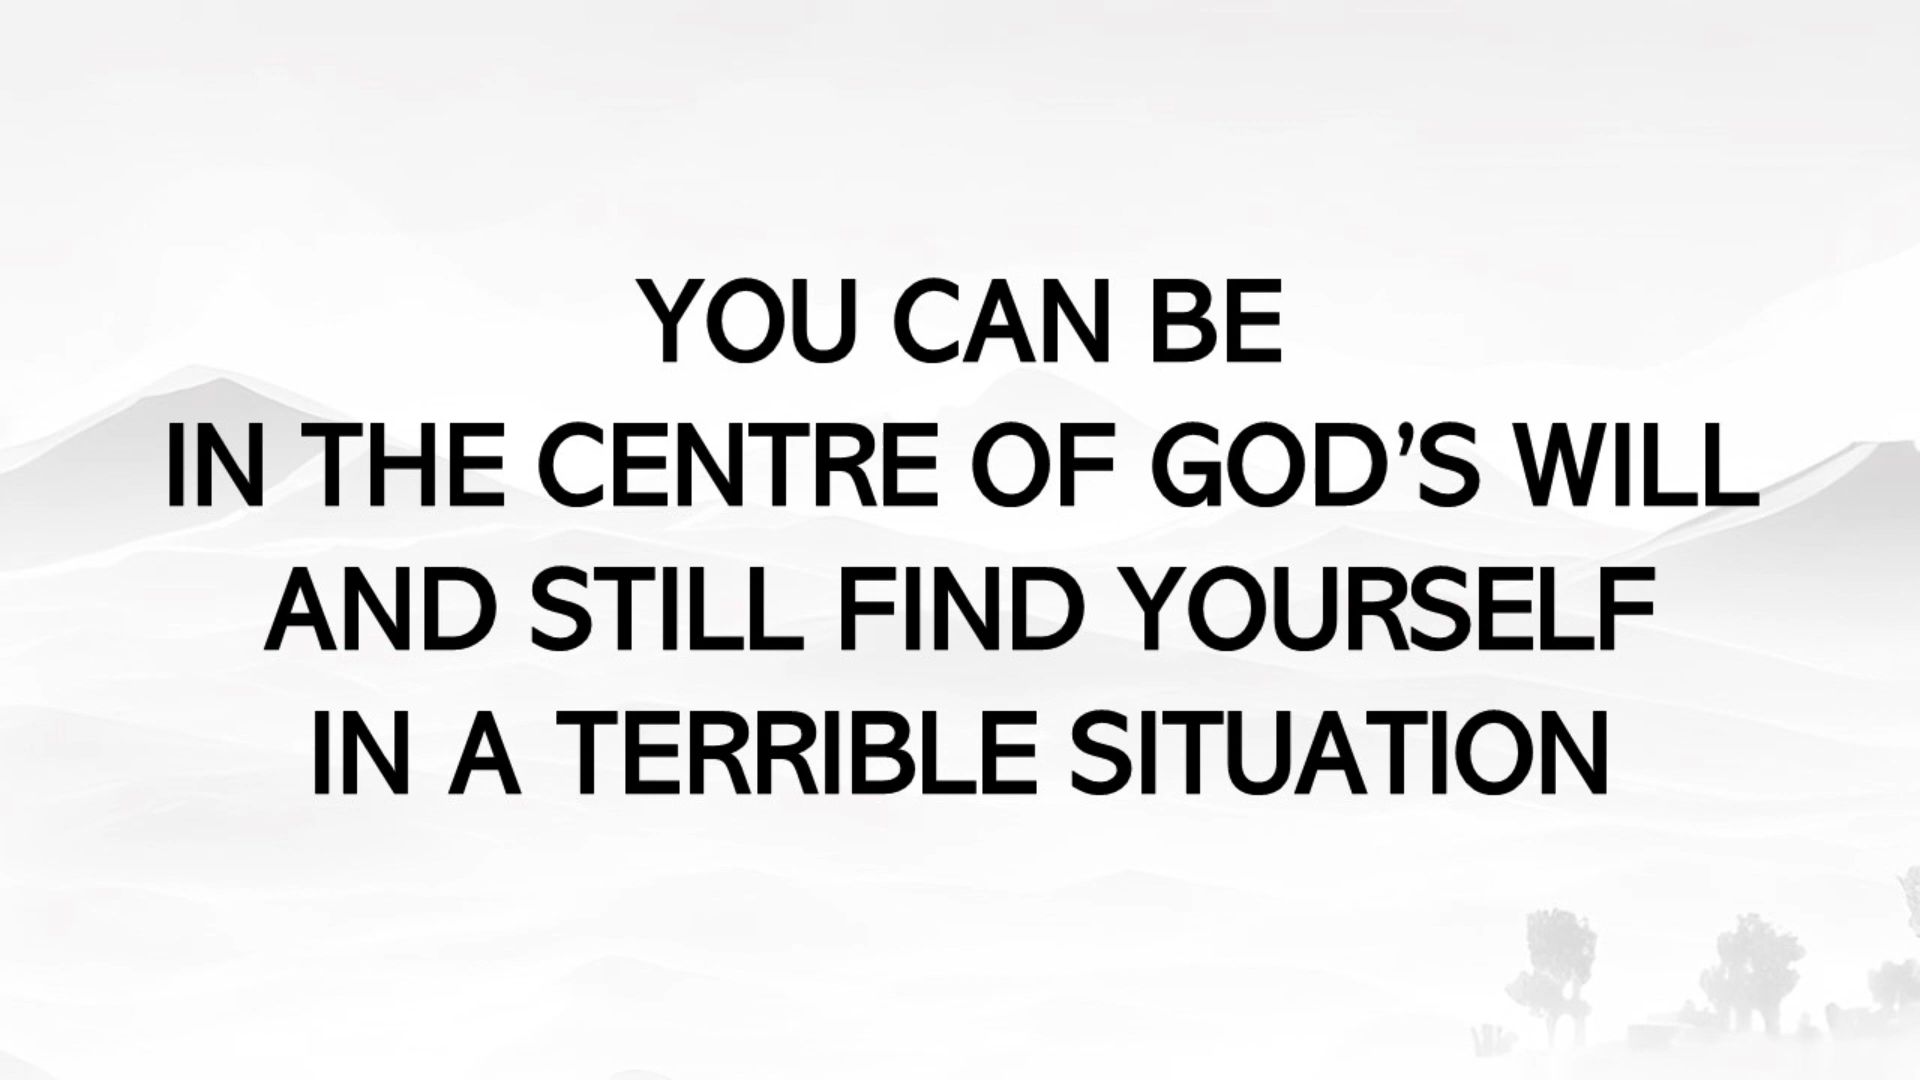 YOU CAN BE
IN THE CENTRE OF GOD’S WILL
AND STILL FIND YOURSELF
IN A TERRIBLE SITUATION